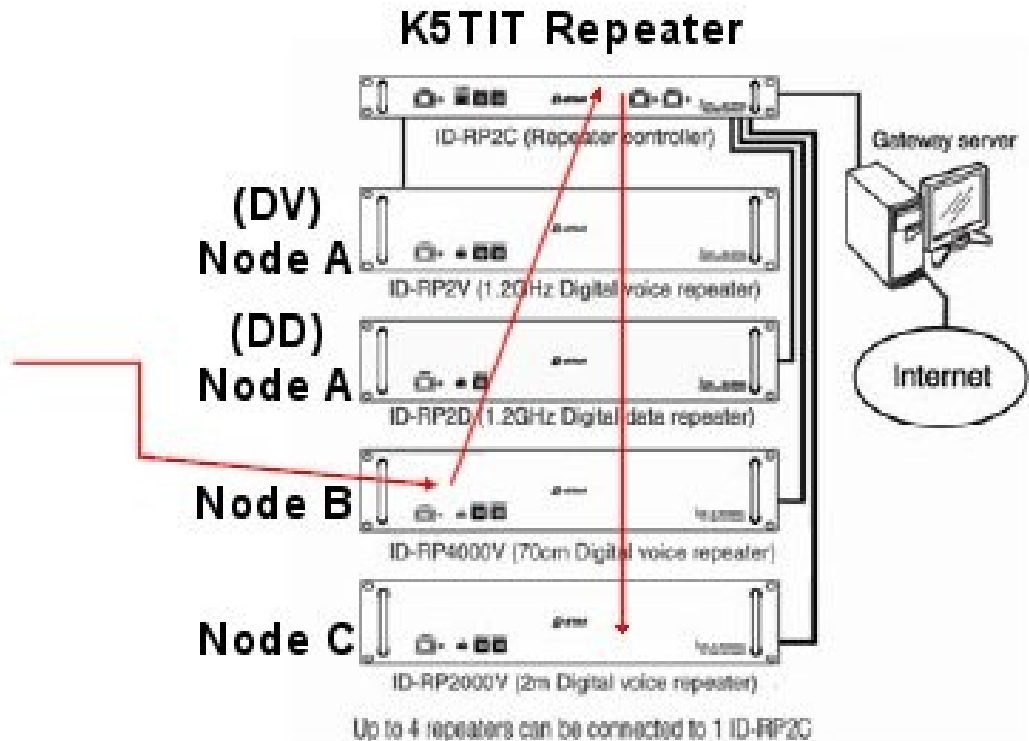 K5TIT Repeater
ID-RP2C (Repeater controller)
Gateway server
(DV)
Node A
ID-RP2V (1.2GHz Digital voice repeater)
(DD)
Node A
ID-RP2D (1.2GHz Digital data repeater)
Internet
Node B
ID-RP4000V (70cm Digital voice repeater)
Node C
ID-RP2000V (2m Digital voice repeater)
Up to 4 repeaters can be connected to 1 ID-RP2C